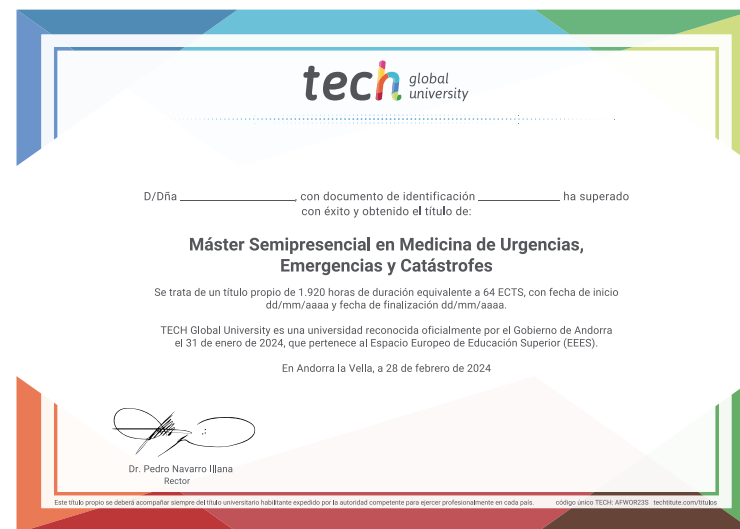 tech global university
D/Dña ____________________, con documento de identificación ______________ ha superado
con éxito y obtenido el título de:
Máster Semipresencial en Medicina de Urgencias,
Emergencias y Catástrofes
Se trata de un título propio de 1.920 horas de duración equivalente a 64 ECTS, con fecha de inicio
dd/mm/aaaa y fecha de finalización dd/mm/aaaa.
TECH Global University es una universidad reconocida oficialmente por el Gobierno de Andorra
el 31 de enero de 2024, que pertenece al Espacio Europeo de Educación Superior (EEES).
En Andorra la Vella, a 28 de febrero de 2024
Dr. Pedro Navarro Illana
Rector
Este título propio se deberá acompañar siempre del título universitario habilitante expedido por la autoridad competente para ejercer profesionalmente en cada país. código único TECH: AFWOR23S techtitute.com/titulos